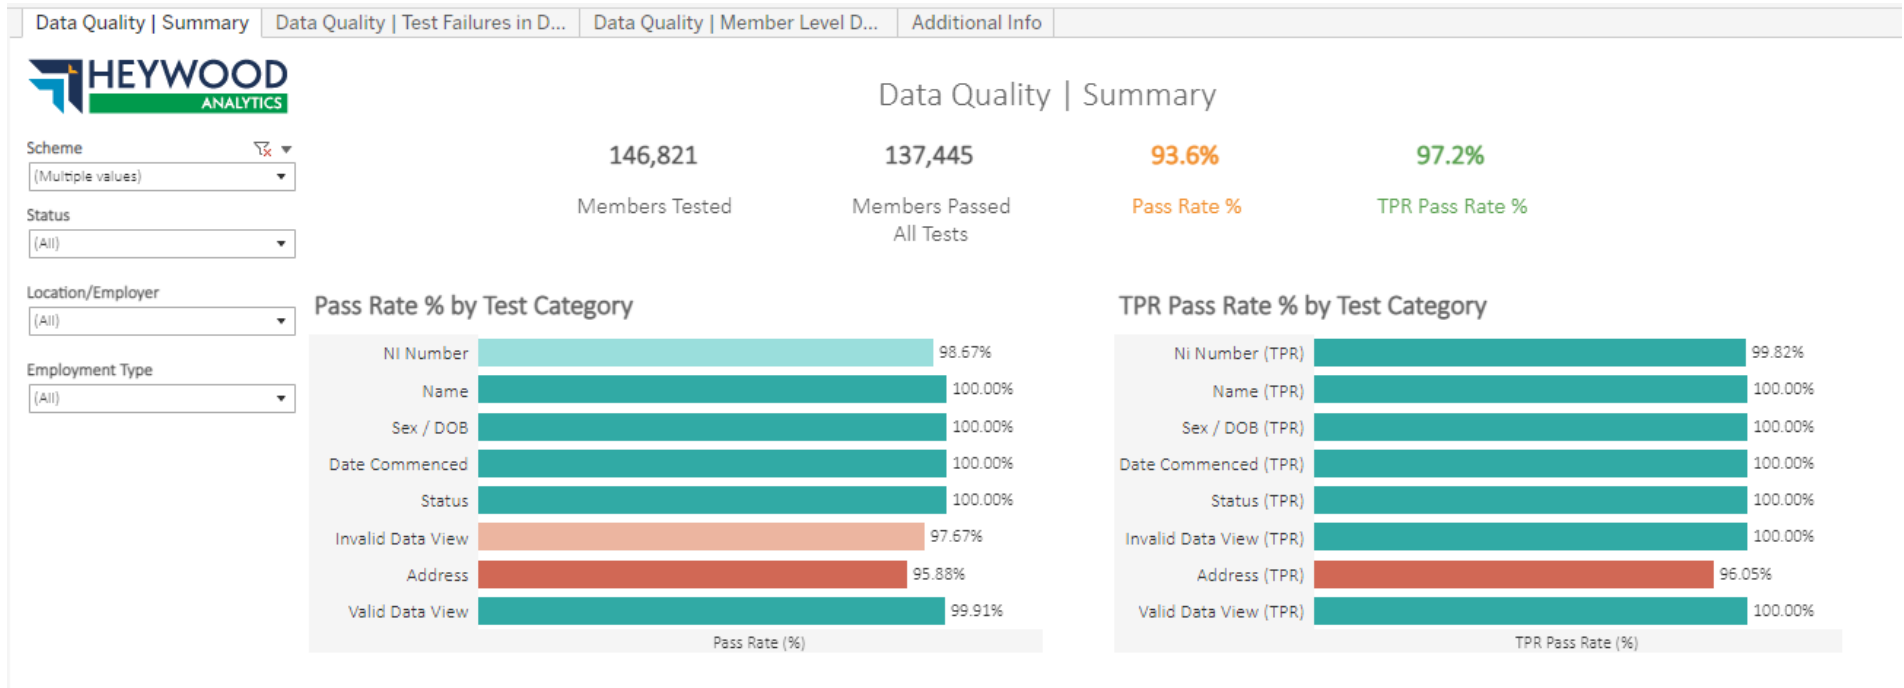 Data Quality | Summary
Data Quality | Test Failures in D...
Data Quality | Member Level D...
Additional Info
HEYWOOD
ANALYTICS
Data Quality | Summary
Scheme
(Multiple values)
Status
(All)
Location/Employer
(All)
Employment Type
(All)
146,821
Members Tested
137,445
Members Passed
All Tests
93.6%
Pass Rate %
97.2%
TPR Pass Rate %
Pass Rate % by Test Category
NI Number 98.67%
Name 100.00%
Sex / DOB 100.00%
Date Commenced 100.00%
Status 100.00%
Invalid Data View 97.67%
Address 95.88%
Valid Data View 99.91%
Pass Rate (%)
TPR Pass Rate % by Test Category
Ni Number (TPR) 99.82%
Name (TPR) 100.00%
Sex / DOB (TPR) 100.00%
Date Commenced (TPR) 100.00%
Status (TPR) 100.00%
Invalid Data View (TPR) 100.00%
Address (TPR) 96.05%
Valid Data View (TPR) 100.00%
TPR Pass Rate (%)